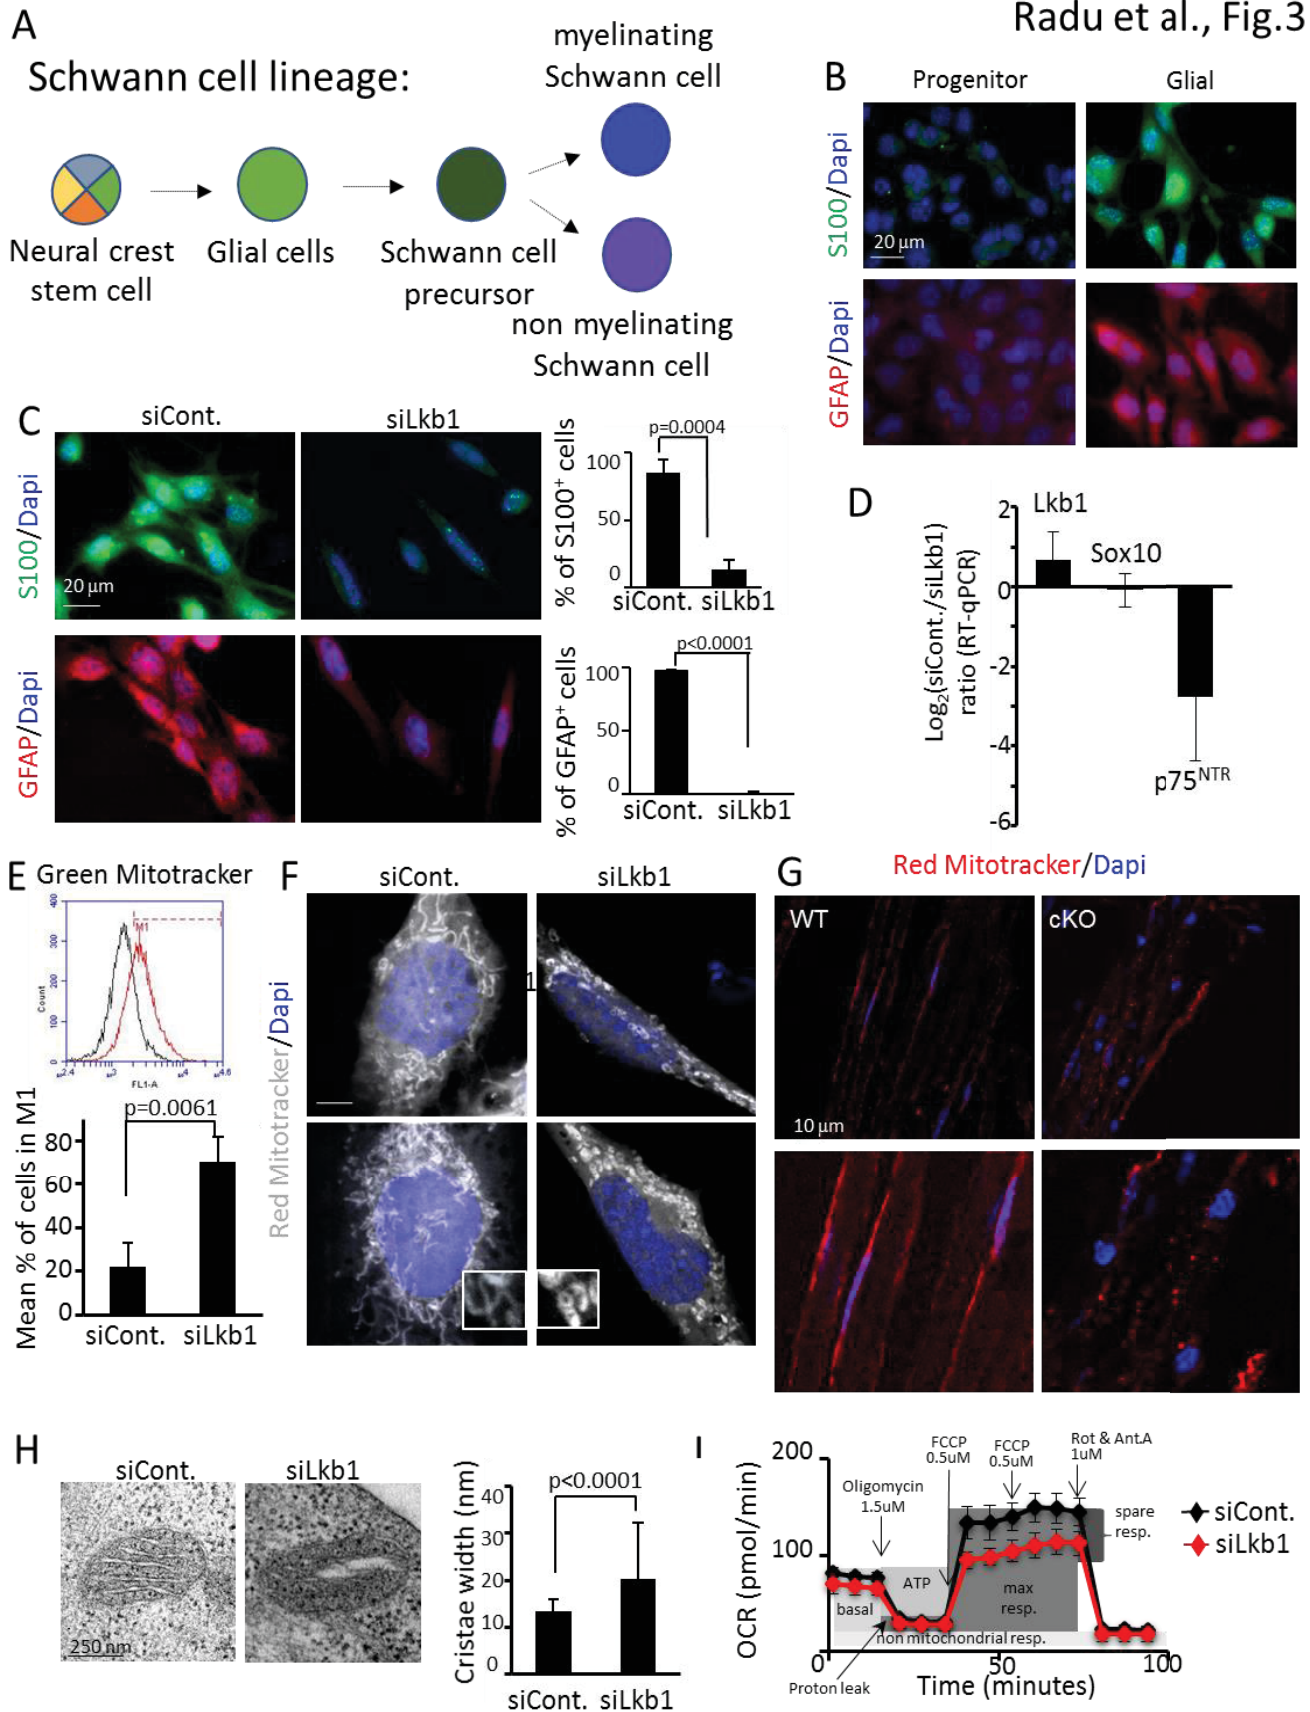 Radu et al., Fig.3
A
Schwann cell lineage:
myelinating
Schwann cell
Neural crest
stem cell
Glial cells
Schwann cell
precursor
non myelinating
Schwann cell
B
Progenitor
Glial
S100/Dapi
20 µm
GFAP/Dapi
C
siCont.
siLkb1
S100/Dapi
20 µm
GFAP/Dapi
% of S100⁺ cells
p=0.0004
100
50
0
siCont. siLkb1
% of GFAP⁺ cells
p<0.0001
100
50
0
siCont. siLkb1
D
Log₂(siCont./siLkb1)
ratio (RT-qPCR)
2
0
-2
-4
-6
Lkb1
Sox10
p75ᴺᵀᴿ
E
Green Mitotracker
Count
400
300
200
100
0
M1
FL1-A
Mean % of cells in M1
p=0.0061
80
60
40
20
0
siCont. siLkb1
F
siCont.
siLkb1
1
Red Mitotracker/Dapi
G
Red Mitotracker/Dapi
WT
cKO
10 µm
H
siCont.
siLkb1
250 nm
Cristae width (nm)
p<0.0001
40
30
20
10
0
siCont. siLkb1
I
OCR (pmol/min)
200
100
0
50
100
Time (minutes)
Oligomycin
1.5uM
FCCP
0.5uM
FCCP
0.5uM
Rot & Ant.A
1uM
spare
resp.
ATP
basal
max
resp.
non mitochondrial resp.
Proton leak
siCont.
siLkb1